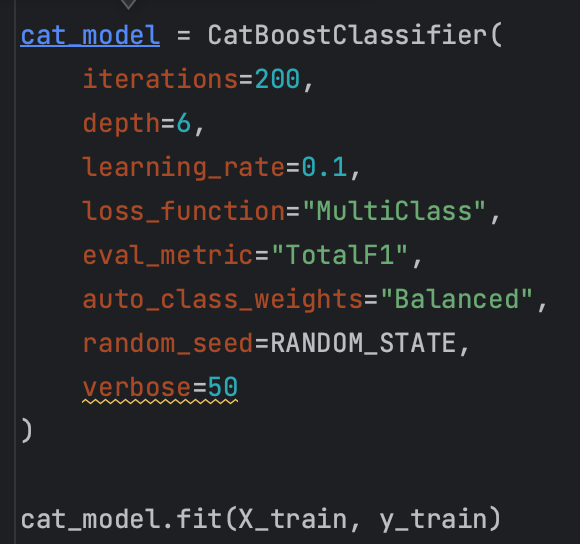 cat_model = CatBoostClassifier(
    iterations=200,
    depth=6,
    learning_rate=0.1,
    loss_function="MultiClass",
    eval_metric="TotalF1",
    auto_class_weights="Balanced",
    random_seed=RANDOM_STATE,
    verbose=50
)
cat_model.fit(X_train, y_train)